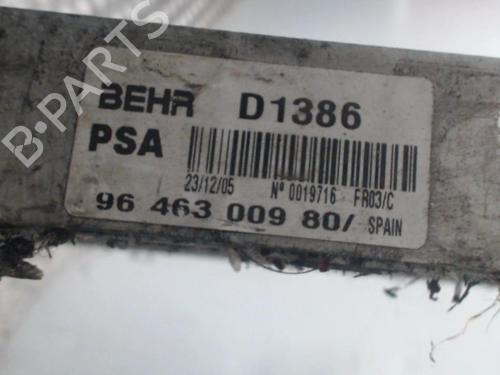 BEHR D1386
PSA
23/12/05 Nº 0019716 FR03/C
96 463 009 80/ SPAIN
B-PARTS